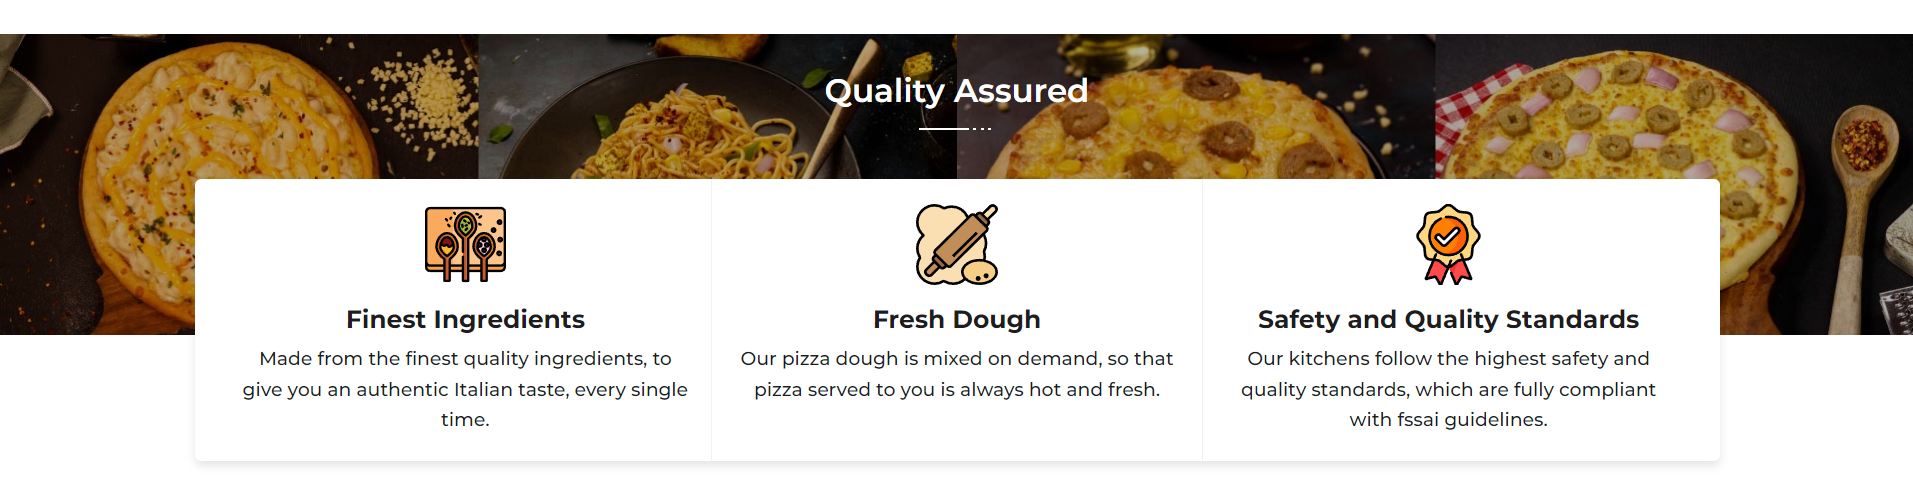 Quality Assured
Finest Ingredients
Made from the finest quality ingredients, to
give you an authentic Italian taste, every single
time.
Fresh Dough
Our pizza dough is mixed on demand, so that
pizza served to you is always hot and fresh.
Safety and Quality Standards
Our kitchens follow the highest safety and
quality standards, which are fully compliant
with fssai guidelines.